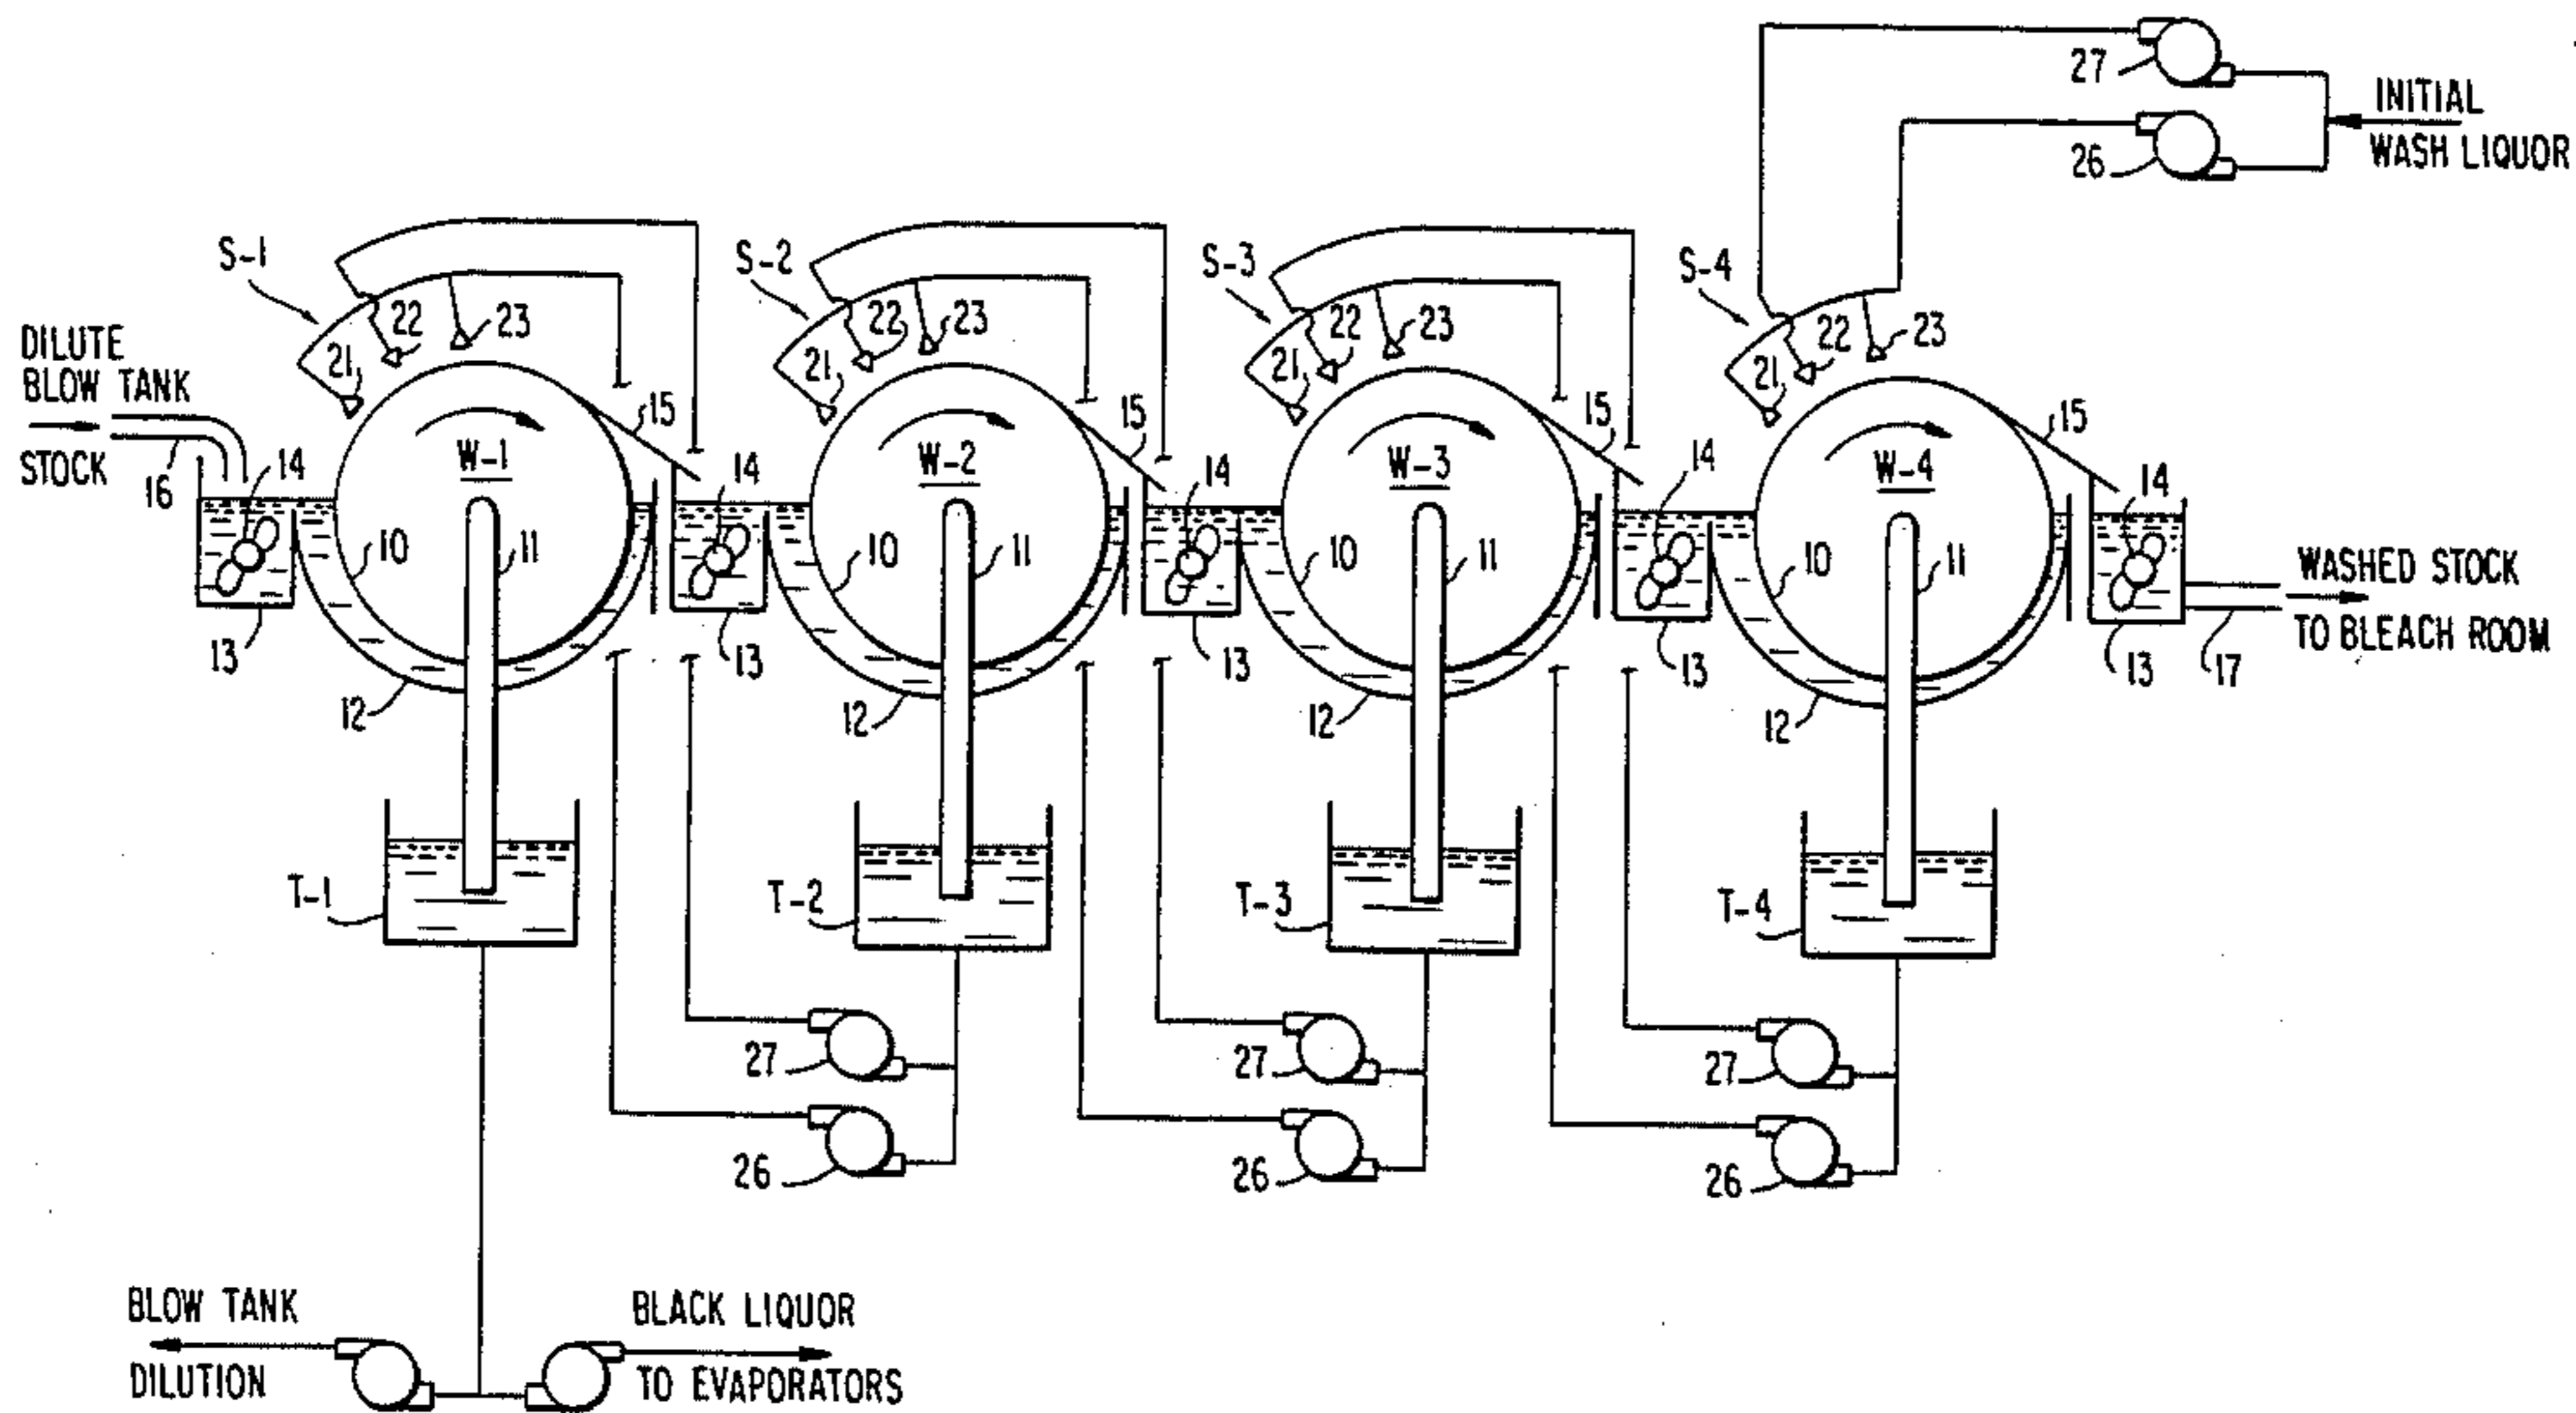 27
INITIAL
WASH LIQUOR
26
S-1
S-2
S-3
S-4
22
23
22
23
22
23
22
23
21
21
21
21
DILUTE
BLOW TANK
STOCK
16
14
W-1
15
14
W-2
15
14
W-3
15
14
W-4
15
14
10
11
10
11
10
11
10
11
WASHED STOCK
TO BLEACH ROOM
13
13
13
13
13
17
12
12
12
12
T-1
T-2
T-3
T-4
27
27
27
26
26
26
BLOW TANK
DILUTION
BLACK LIQUOR
TO EVAPORATORS